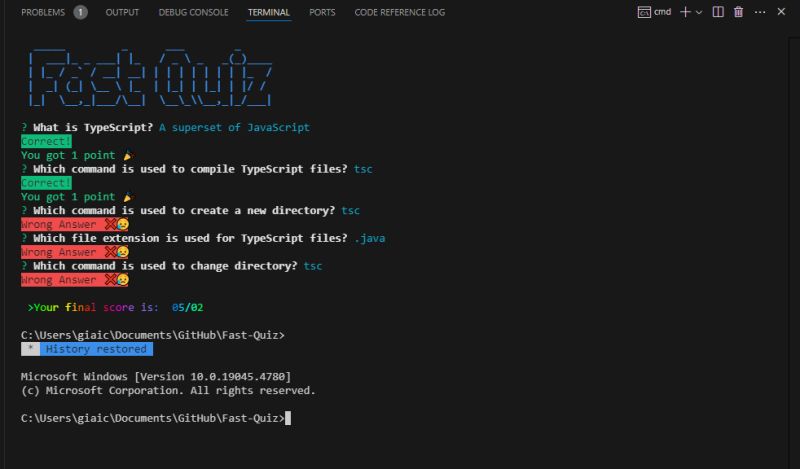 PROBLEMS 1 OUTPUT DEBUG CONSOLE TERMINAL PORTS CODE REFERENCE LOG cmd
Fast Quiz
? What is TypeScript? A superset of JavaScript
Correct!
You got 1 point 🎉
? Which command is used to compile TypeScript files? tsc
Correct!
You got 1 point 🎉
? Which command is used to create a new directory? tsc
Wrong Answer ❌😥
? Which file extension is used for TypeScript files? .java
Wrong Answer ❌😥
? Which command is used to change directory? tsc
Wrong Answer ❌😥
>Your final score is: 05/02
C:\Users\giaic\Documents\GitHub\Fast-Quiz>
* History restored
Microsoft Windows [Version 10.0.19045.4780]
(c) Microsoft Corporation. All rights reserved.
C:\Users\giaic\Documents\GitHub\Fast-Quiz>